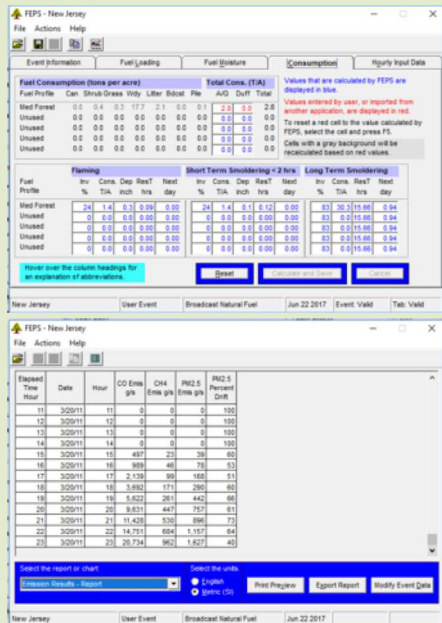 FEPS - New Jersey
File Actions Help
Event Information Fuel Loading Fuel Moisture Consumption Hourly Input Data
Fuel Consumption (tons per acre) Total Cons. (T/A)
Fuel Profile Can Shrub Grass Wdy Litter Bdcst Pile A/G Duff Total
Med Forest 0.0 0.4 0.3 17.7 2.1 0.0 0.1 2.8 0.0 2.8
Unused 0.0 0.0 0.0 0.0 0.0 0.0 0.0 0.0 0.0 0.0
Unused 0.0 0.0 0.0 0.0 0.0 0.0 0.0 0.0 0.0 0.0
Unused 0.0 0.0 0.0 0.0 0.0 0.0 0.0 0.0 0.0 0.0
Unused 0.0 0.0 0.0 0.0 0.0 0.0 0.0 0.0 0.0 0.0
Values that are calculated by FEPS are
displayed in blue.
Values entered by user, or imported from
another application, are displayed in red.
To reset a red cell to the value calculated by
FEPS, select the cell and press F5.
Cells with a gray background will be
recalculated based on red values.
Flaming Short Term Smoldering < 2 hrs Long Term Smoldering
Fuel Inv Cons. Dep ResT Next Inv Cons. Dep ResT Next Inv Cons. ResT Next
Profile % T/A inch hrs day % T/A inch hrs day % T/A hrs day
Med Forest 24 1.4 0.3 0.09 0.00 24 1.4 0.1 0.12 0.00 83 30.3 15.66 0.94
Unused 0 0.0 0.0 0.00 0.00 0 0.0 0.0 0.00 0.00 83 0.0 15.66 0.94
Unused 0 0.0 0.0 0.00 0.00 0 0.0 0.0 0.00 0.00 83 0.0 15.66 0.94
Unused 0 0.0 0.0 0.00 0.00 0 0.0 0.0 0.00 0.00 83 0.0 15.66 0.94
Unused 0 0.0 0.0 0.00 0.00 0 0.0 0.0 0.00 0.00 83 0.0 15.66 0.94
Hover over the column headings for
an explanation of abbreviations.
Reset Calculate and Save Cancel
New Jersey User Event Broadcast Natural Fuel Jun 22 2017 Event: Valid Tab: Valid
FEPS - New Jersey
File Actions Help
Elapsed Time Hour Date Hour CO Emis g/s CH4 Emis g/s PM2.5 Emis g/s PM2.5 Percent Drift
11 3/20/11 11 0 0 0 100
12 3/20/11 12 0 0 0 100
13 3/20/11 13 0 0 0 100
14 3/20/11 14 0 0 0 100
15 3/20/11 15 497 23 39 60
16 3/20/11 16 989 46 78 53
17 3/20/11 17 2,139 99 168 51
18 3/20/11 18 3,692 171 290 60
19 3/20/11 19 5,622 261 442 66
20 3/20/11 20 9,631 447 757 61
21 3/20/11 21 11,428 530 896 73
22 3/20/11 22 14,751 684 1,157 64
23 3/20/11 23 20,734 962 1,627 40
Select the report or chart: Select the units:
Emission Results - Report English
Metric (SI)
Print Preview Export Report Modify Event Data
New Jersey User Event Broadcast Natural Fuel Jun 22 2017